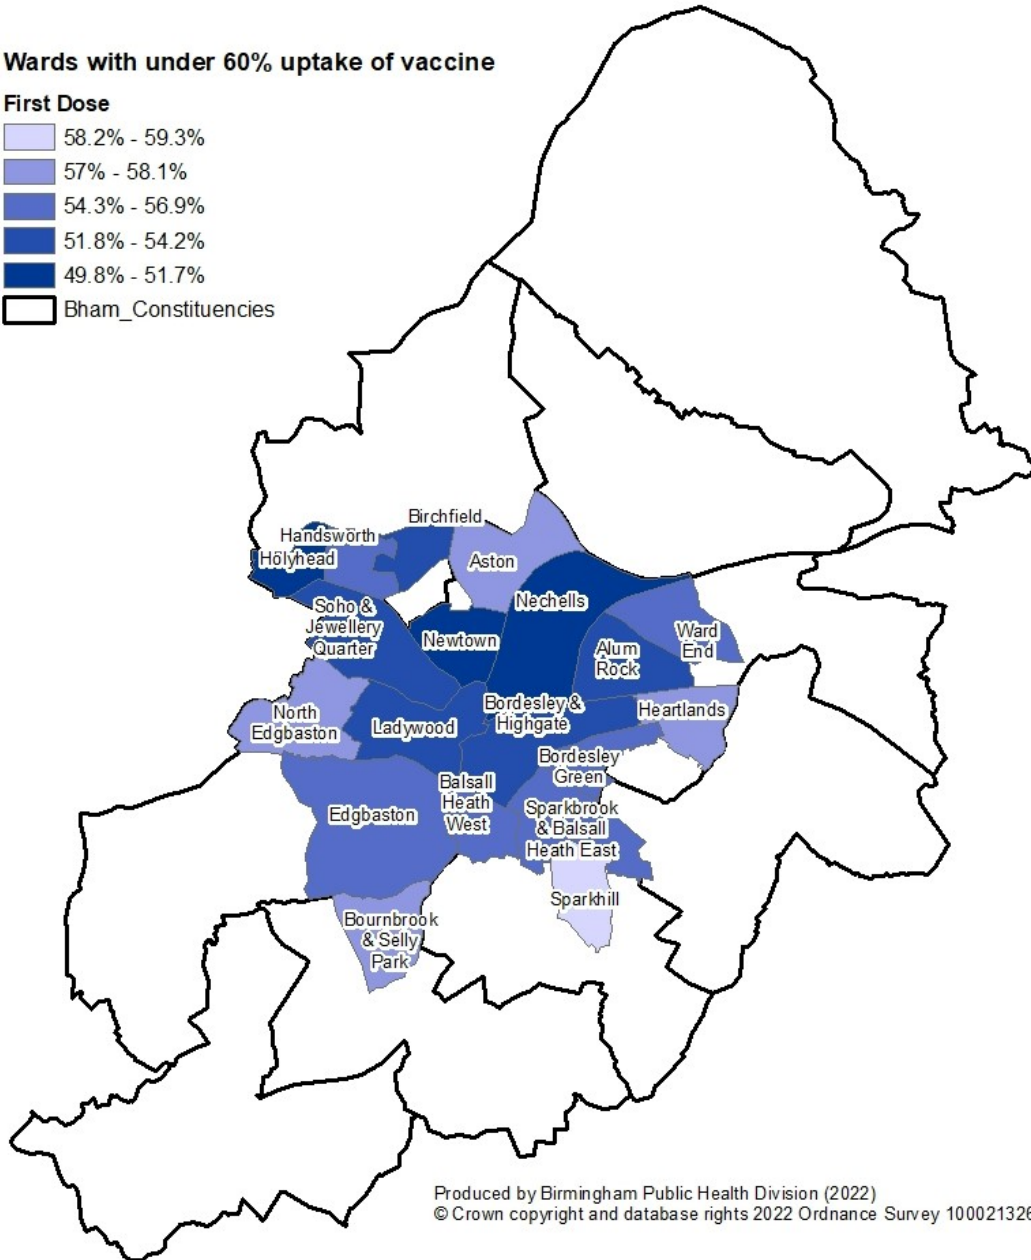 Wards with under 60% uptake of vaccine
First Dose
58.2% - 59.3%
57% - 58.1%
54.3% - 56.9%
51.8% - 54.2%
49.8% - 51.7%
Bham_Constituencies
Birchfield
Handsworth
Holyhead
Aston
Nechells
Soho &
Jewellery
Quarter
Newtown
Ward
End
Alum
Rock
North
Edgbaston
Ladywood
Bordesley &
Highgate
Heartlands
Bordesley
Green
Balsall
Heath
West
Edgbaston
Sparkbrook
& Balsall
Heath East
Sparkhill
Bournbrook
& Selly
Park
Produced by Birmingham Public Health Division (2022)
© Crown copyright and database rights 2022 Ordnance Survey 100021326